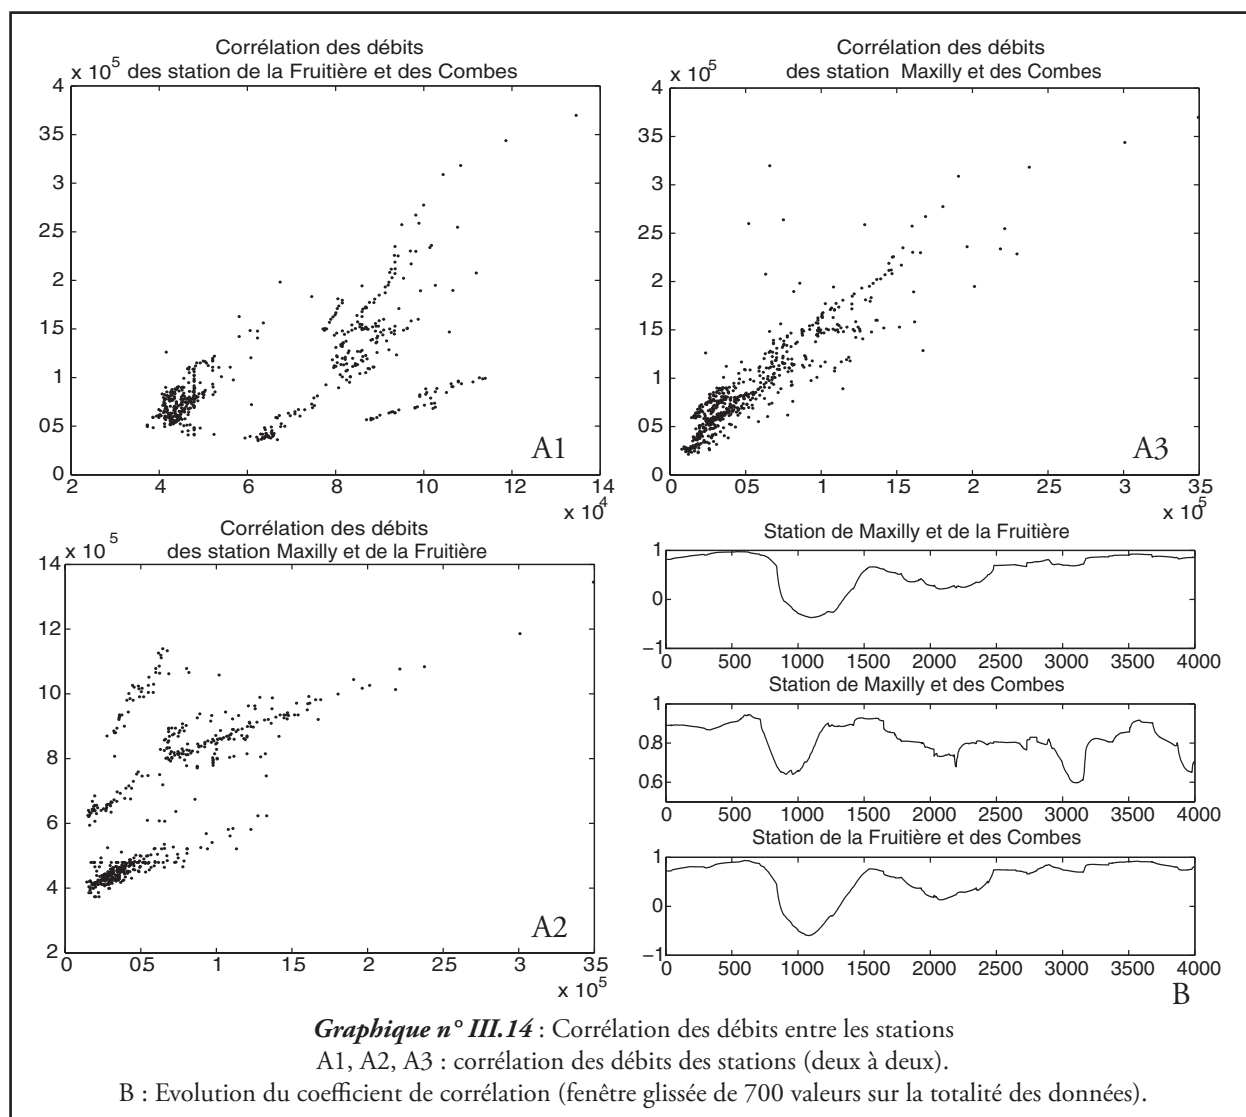 Corrélation des débits
des station de la Fruitière et des Combes
x 10^5
4
35
3
25
2
15
1
05
0
2
4
6
8
10
12
14
x 10^4
A1
Corrélation des débits
des station Maxilly et des Combes
x 10^5
4
35
3
25
2
15
1
05
0
0
05
1
15
2
25
3
35
x 10^5
A3
Corrélation des débits
des station Maxilly et de la Fruitière
x 10^5
14
12
10
8
6
4
2
0
05
1
15
2
25
3
35
x 10^5
A2
Station de Maxilly et de la Fruitière
1
0
−1
0 500 1000 1500 2000 2500 3000 3500 4000
Station de Maxilly et des Combes
1
0.8
0.6
0 500 1000 1500 2000 2500 3000 3500 4000
Station de la Fruitière et des Combes
1
0
−1
0 500 1000 1500 2000 2500 3000 3500 4000
B
Graphique n° III.14 : Corrélation des débits entre les stations
A1, A2, A3 : corrélation des débits des stations (deux à deux).
B : Evolution du coefficient de corrélation (fenêtre glissée de 700 valeurs sur la totalité des données).